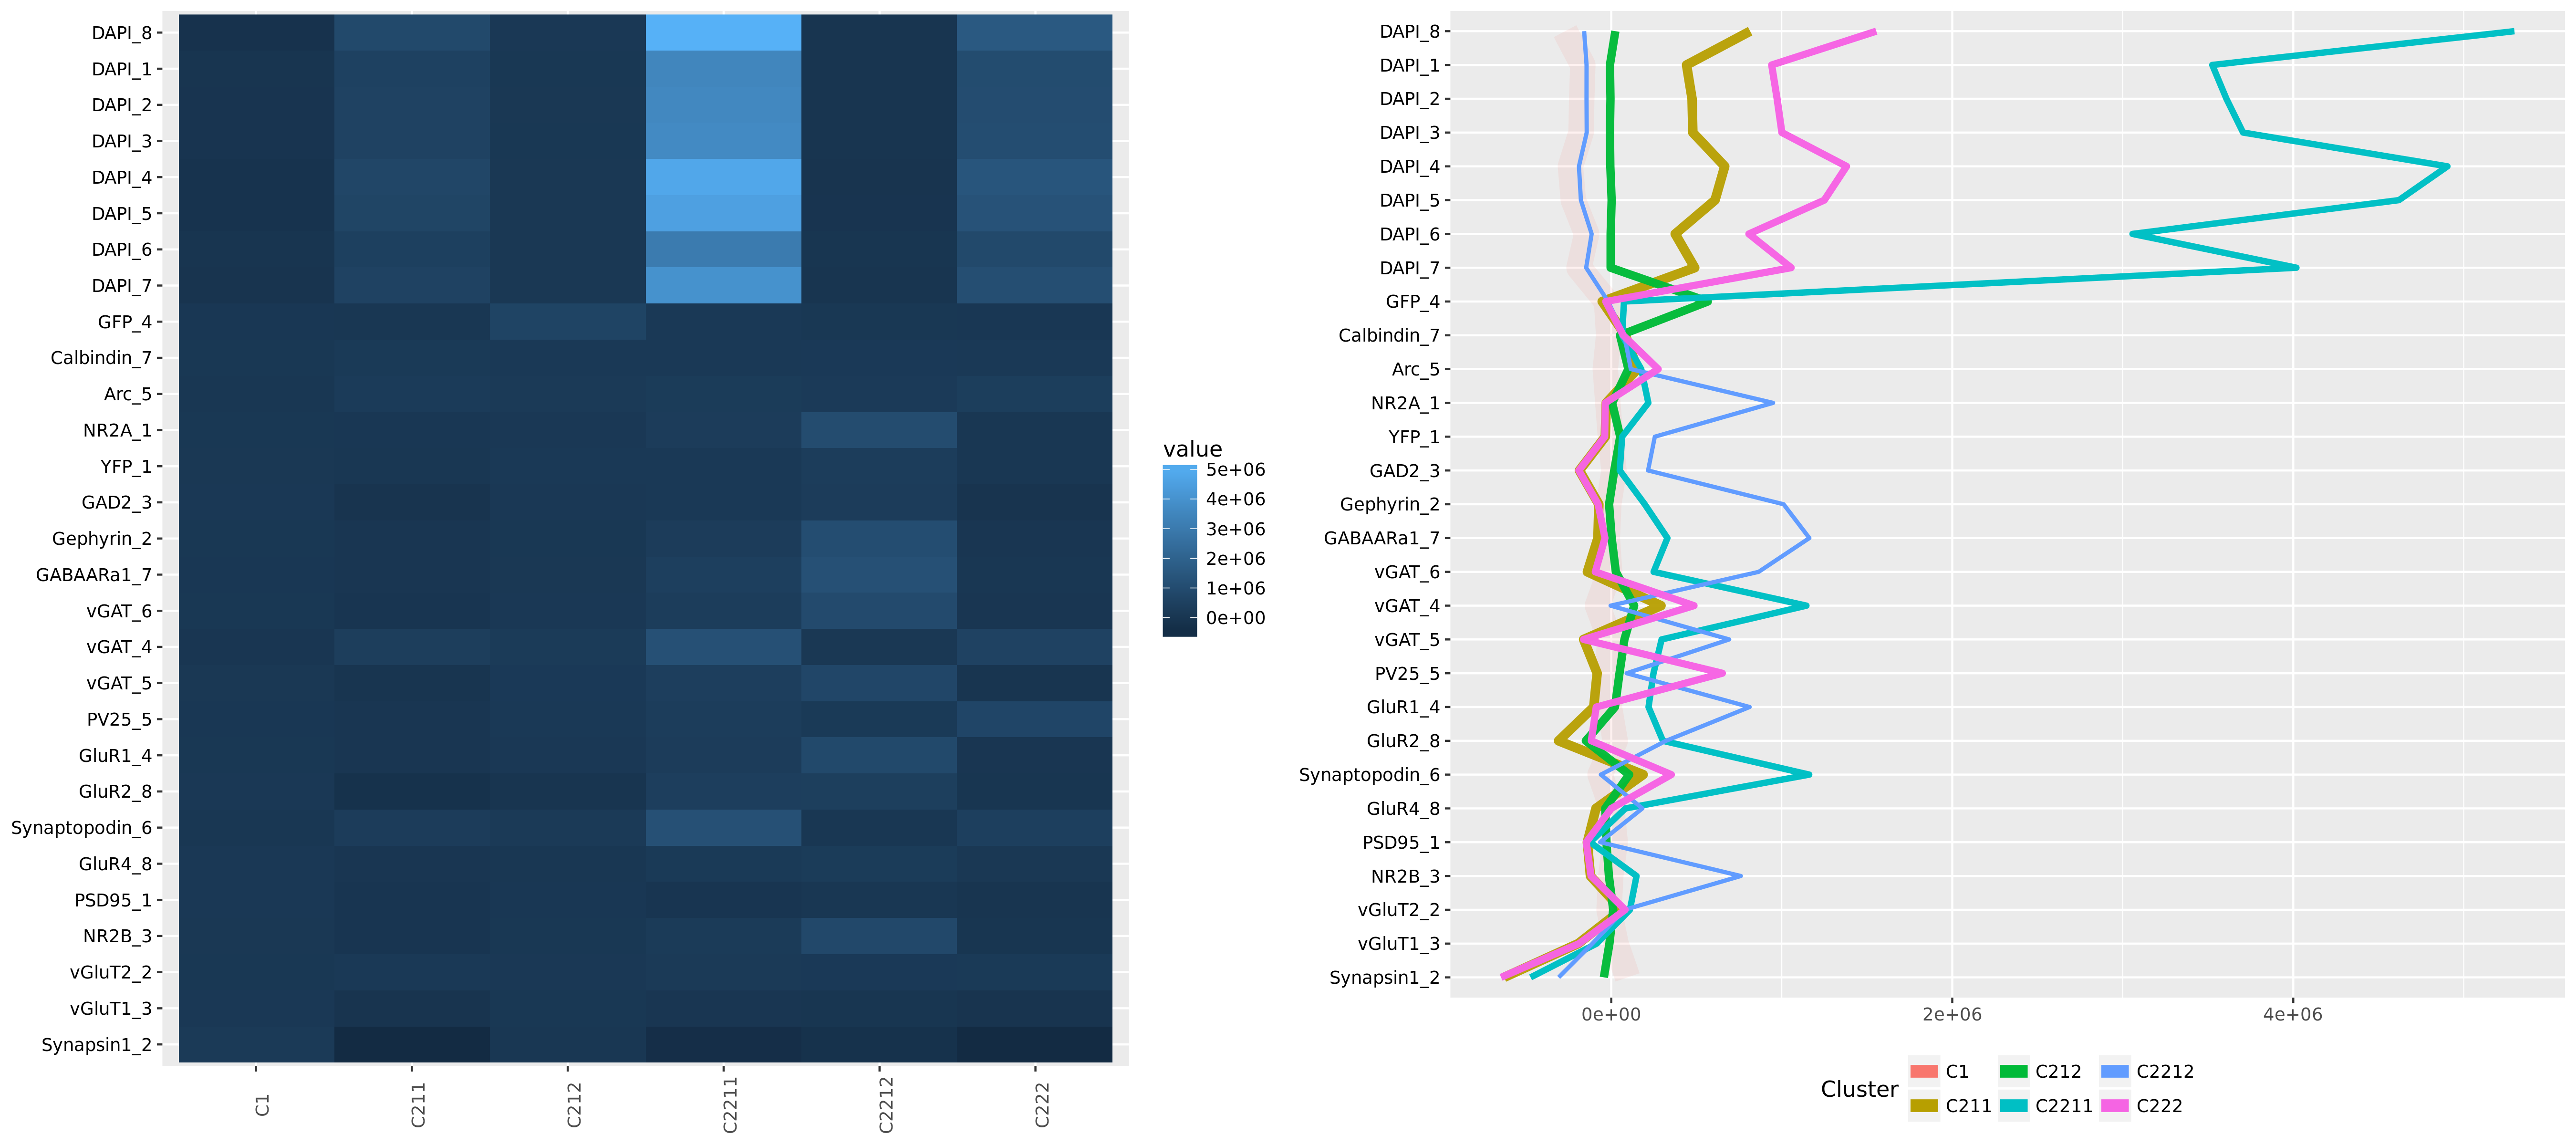 DAPI_8
DAPI_1
DAPI_2
DAPI_3
DAPI_4
DAPI_5
DAPI_6
DAPI_7
GFP_4
Calbindin_7
Arc_5
NR2A_1
YFP_1
GAD2_3
Gephyrin_2
GABAARa1_7
vGAT_6
vGAT_4
vGAT_5
PV25_5
GluR1_4
GluR2_8
Synaptopodin_6
GluR4_8
PSD95_1
NR2B_3
vGluT2_2
vGluT1_3
Synapsin1_2
C1
C211
C212
C2211
C2212
C222
value
5e+06
4e+06
3e+06
2e+06
1e+06
0e+00
DAPI_8
DAPI_1
DAPI_2
DAPI_3
DAPI_4
DAPI_5
DAPI_6
DAPI_7
GFP_4
Calbindin_7
Arc_5
NR2A_1
YFP_1
GAD2_3
Gephyrin_2
GABAARa1_7
vGAT_6
vGAT_4
vGAT_5
PV25_5
GluR1_4
GluR2_8
Synaptopodin_6
GluR4_8
PSD95_1
NR2B_3
vGluT2_2
vGluT1_3
Synapsin1_2
0e+00 2e+06 4e+06
Cluster
C1 C212 C2212
C211 C2211 C222